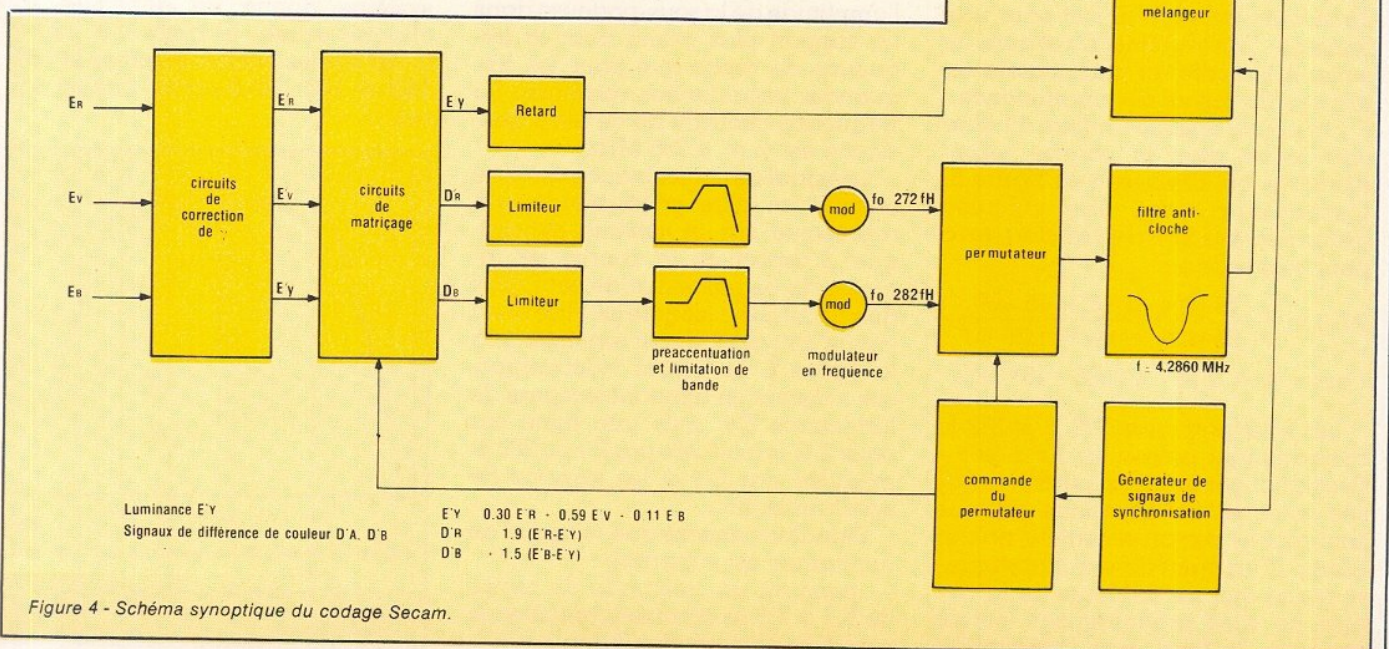 mélangeur
ER
EV
EB
circuits
de
correction
de γ
E'R
E'V
E'y
circuits
de
matriçage
E'y
D'R
DB
Retard
Limiteur
Limiteur
preaccentuation
et limitation de
bande
mod
mod
modulateur
en fréquence
fo 272 fH
fo 282 fH
permutateur
filtre anti-
cloche
f = 4,2860 MHz
commande
du
permutateur
Générateur de
signaux de
synchronisation
Luminance E'Y
Signaux de différence de couleur D'A, D'B
E'Y 0.30 E'R - 0.59 E V - 0 11 E B
D'R 1.9 (E'R-E'Y)
D'B 1.5 (E'B-E'Y)
Figure 4 - Schéma synoptique du codage Secam.